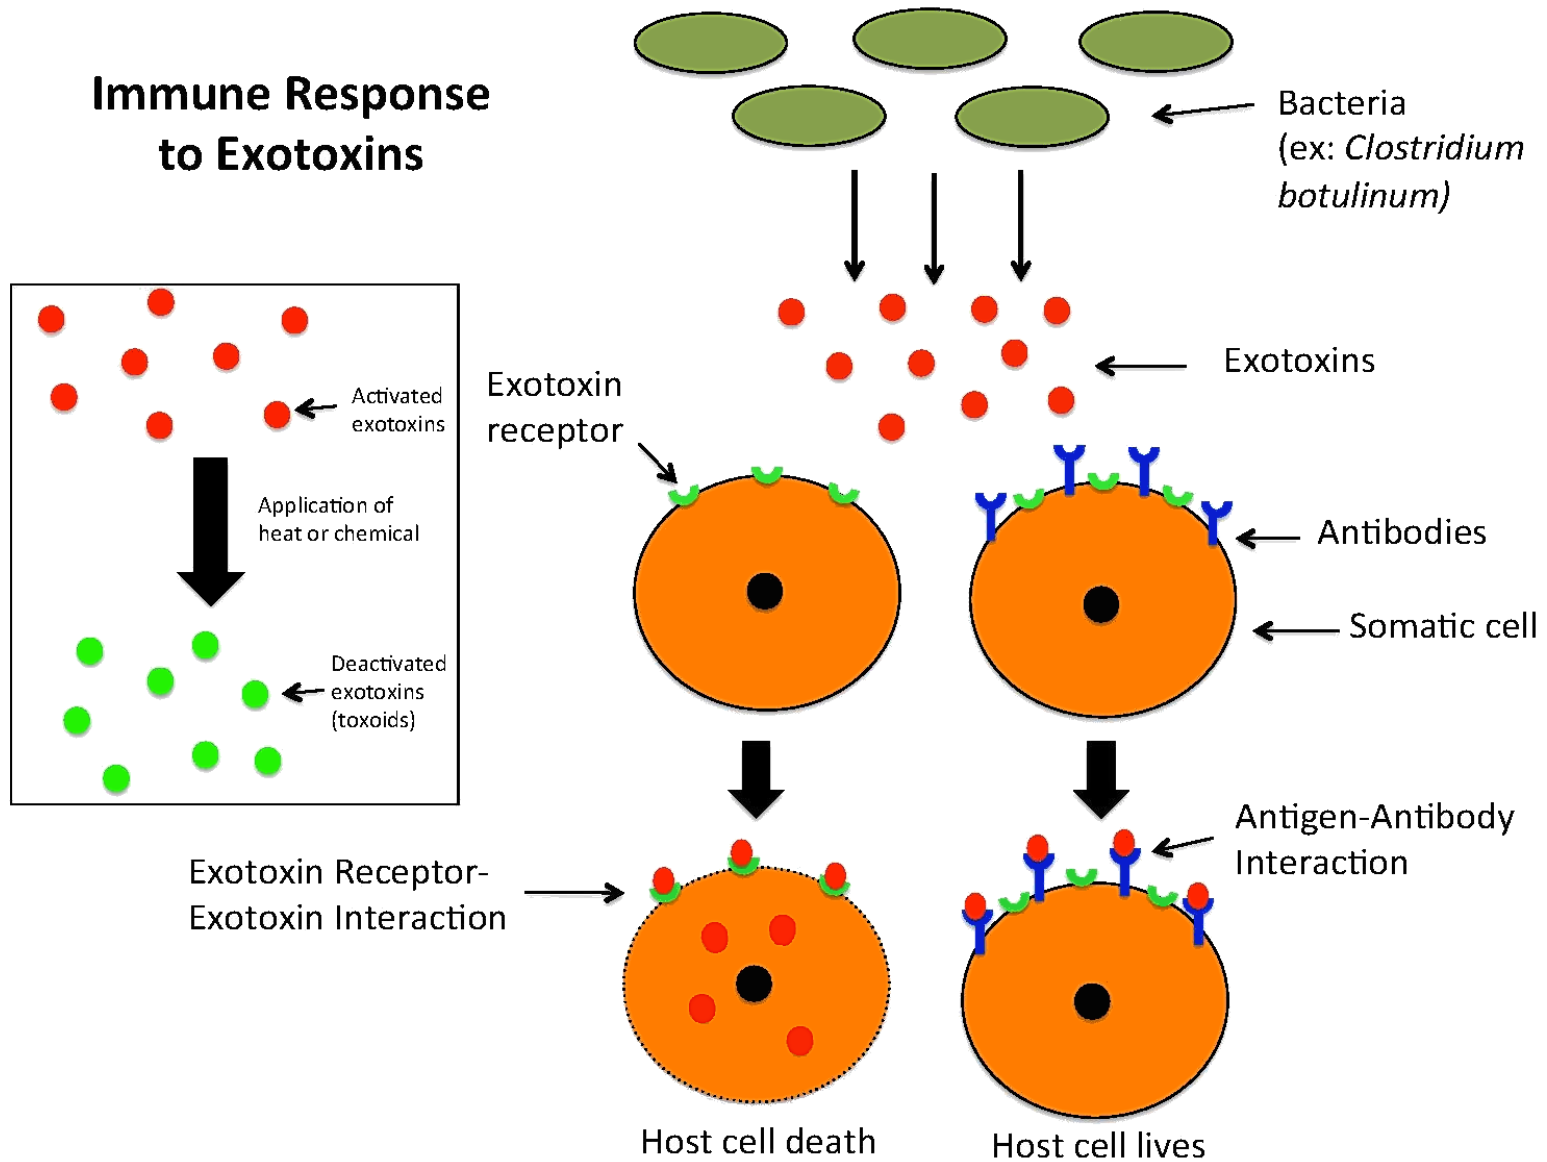 Immune Response
to Exotoxins
Bacteria
(ex: Clostridium
botulinum)
Exotoxins
Exotoxin
receptor
Activated
exotoxins
Application of
heat or chemical
Deactivated
exotoxins
(toxoids)
Antibodies
Somatic cell
Antigen-Antibody
Interaction
Exotoxin Receptor-
Exotoxin Interaction
Host cell death
Host cell lives